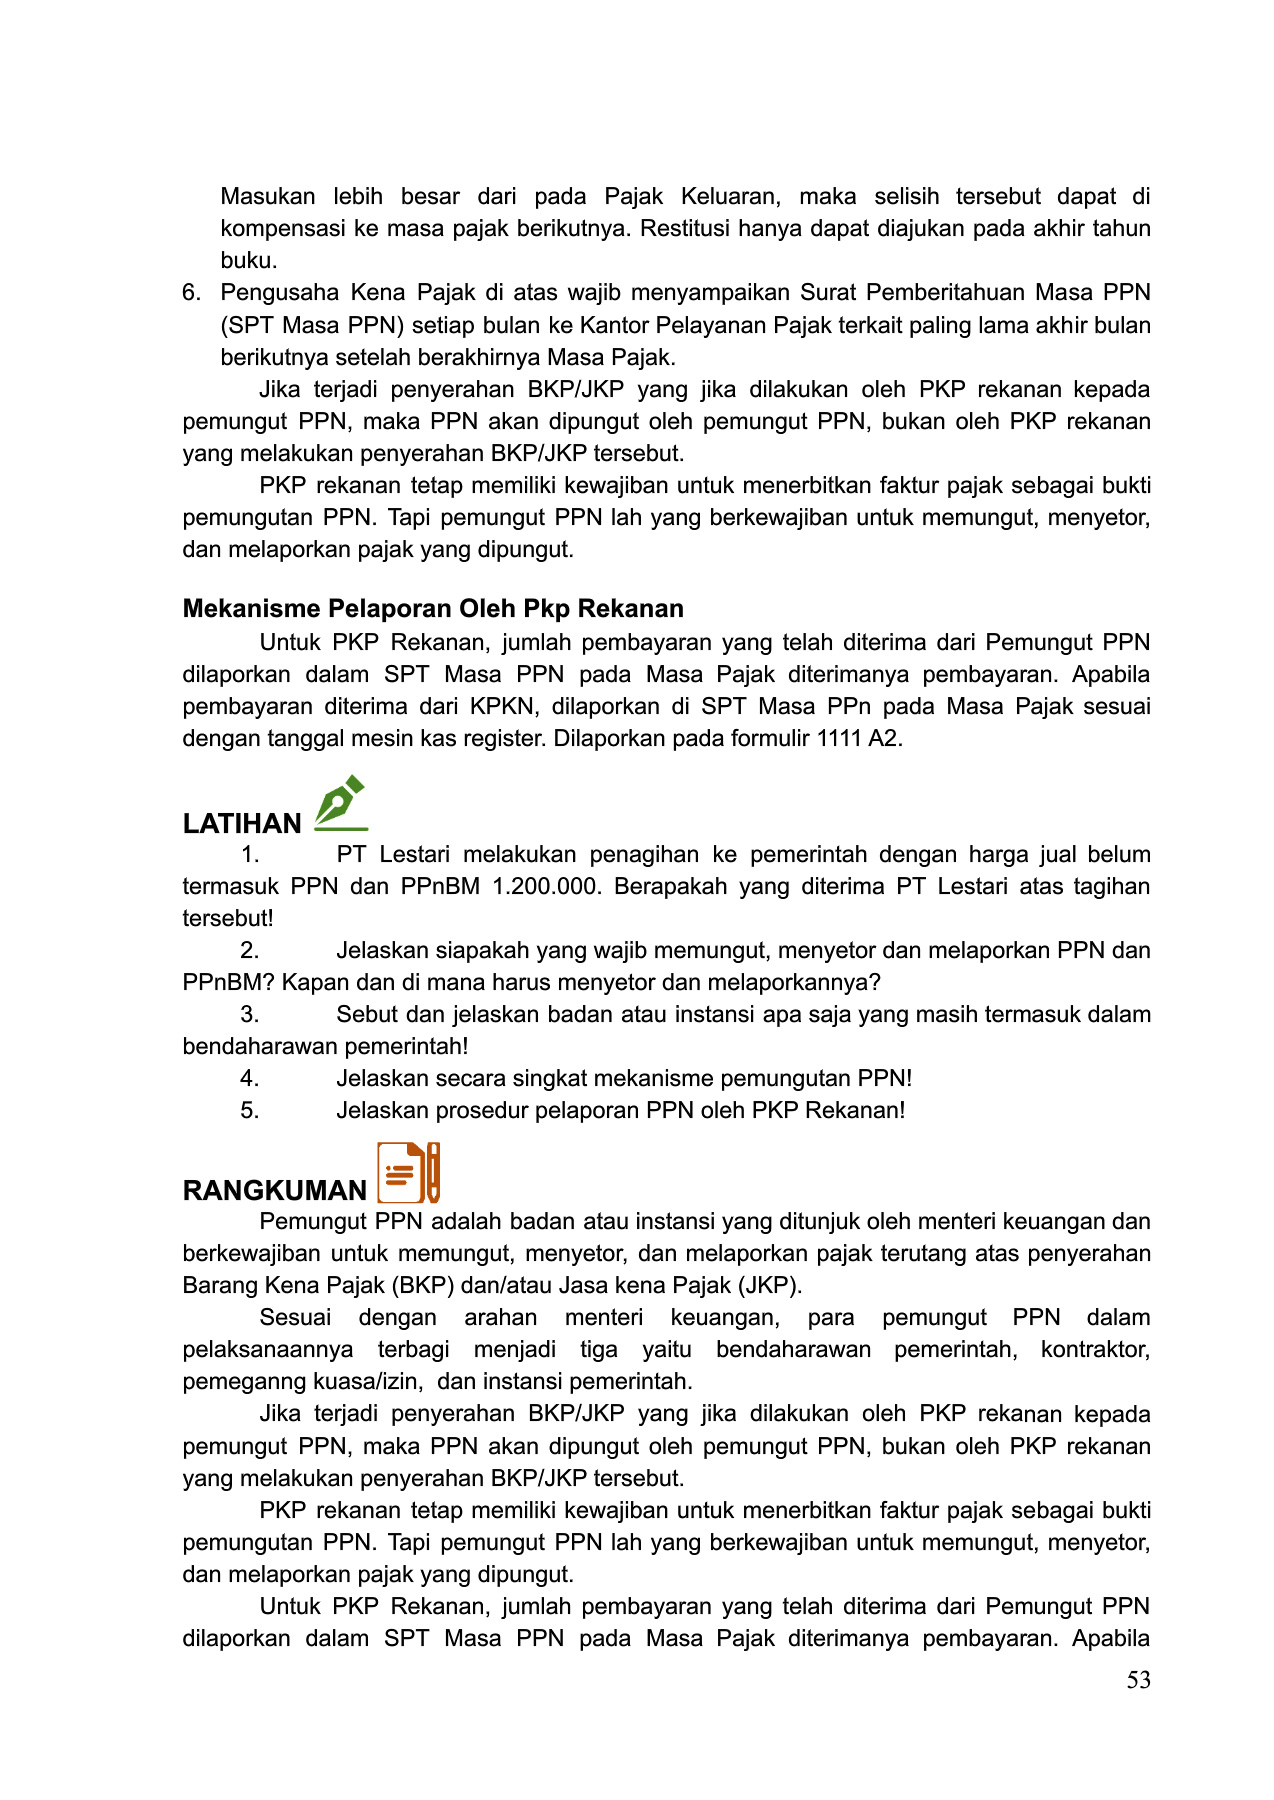 Masukan lebih besar dari pada Pajak Keluaran, maka selisih tersebut dapat di
kompensasi ke masa pajak berikutnya. Restitusi hanya dapat diajukan pada akhir tahun
buku.
6. Pengusaha Kena Pajak di atas wajib menyampaikan Surat Pemberitahuan Masa PPN
(SPT Masa PPN) setiap bulan ke Kantor Pelayanan Pajak terkait paling lama akhir bulan
berikutnya setelah berakhirnya Masa Pajak.
Jika terjadi penyerahan BKP/JKP yang jika dilakukan oleh PKP rekanan kepada
pemungut PPN, maka PPN akan dipungut oleh pemungut PPN, bukan oleh PKP rekanan
yang melakukan penyerahan BKP/JKP tersebut.
PKP rekanan tetap memiliki kewajiban untuk menerbitkan faktur pajak sebagai bukti
pemungutan PPN. Tapi pemungut PPN lah yang berkewajiban untuk memungut, menyetor,
dan melaporkan pajak yang dipungut.
Mekanisme Pelaporan Oleh Pkp Rekanan
Untuk PKP Rekanan, jumlah pembayaran yang telah diterima dari Pemungut PPN
dilaporkan dalam SPT Masa PPN pada Masa Pajak diterimanya pembayaran. Apabila
pembayaran diterima dari KPKN, dilaporkan di SPT Masa PPn pada Masa Pajak sesuai
dengan tanggal mesin kas register. Dilaporkan pada formulir 1111 A2.
LATIHAN
1. PT Lestari melakukan penagihan ke pemerintah dengan harga jual belum
termasuk PPN dan PPnBM 1.200.000. Berapakah yang diterima PT Lestari atas tagihan
tersebut!
2. Jelaskan siapakah yang wajib memungut, menyetor dan melaporkan PPN dan
PPnBM? Kapan dan di mana harus menyetor dan melaporkannya?
3. Sebut dan jelaskan badan atau instansi apa saja yang masih termasuk dalam
bendaharawan pemerintah!
4. Jelaskan secara singkat mekanisme pemungutan PPN!
5. Jelaskan prosedur pelaporan PPN oleh PKP Rekanan!
RANGKUMAN
Pemungut PPN adalah badan atau instansi yang ditunjuk oleh menteri keuangan dan
berkewajiban untuk memungut, menyetor, dan melaporkan pajak terutang atas penyerahan
Barang Kena Pajak (BKP) dan/atau Jasa kena Pajak (JKP).
Sesuai dengan arahan menteri keuangan, para pemungut PPN dalam
pelaksanaannya terbagi menjadi tiga yaitu bendaharawan pemerintah, kontraktor,
pemeganng kuasa/izin, dan instansi pemerintah.
Jika terjadi penyerahan BKP/JKP yang jika dilakukan oleh PKP rekanan kepada
pemungut PPN, maka PPN akan dipungut oleh pemungut PPN, bukan oleh PKP rekanan
yang melakukan penyerahan BKP/JKP tersebut.
PKP rekanan tetap memiliki kewajiban untuk menerbitkan faktur pajak sebagai bukti
pemungutan PPN. Tapi pemungut PPN lah yang berkewajiban untuk memungut, menyetor,
dan melaporkan pajak yang dipungut.
Untuk PKP Rekanan, jumlah pembayaran yang telah diterima dari Pemungut PPN
dilaporkan dalam SPT Masa PPN pada Masa Pajak diterimanya pembayaran. Apabila
53